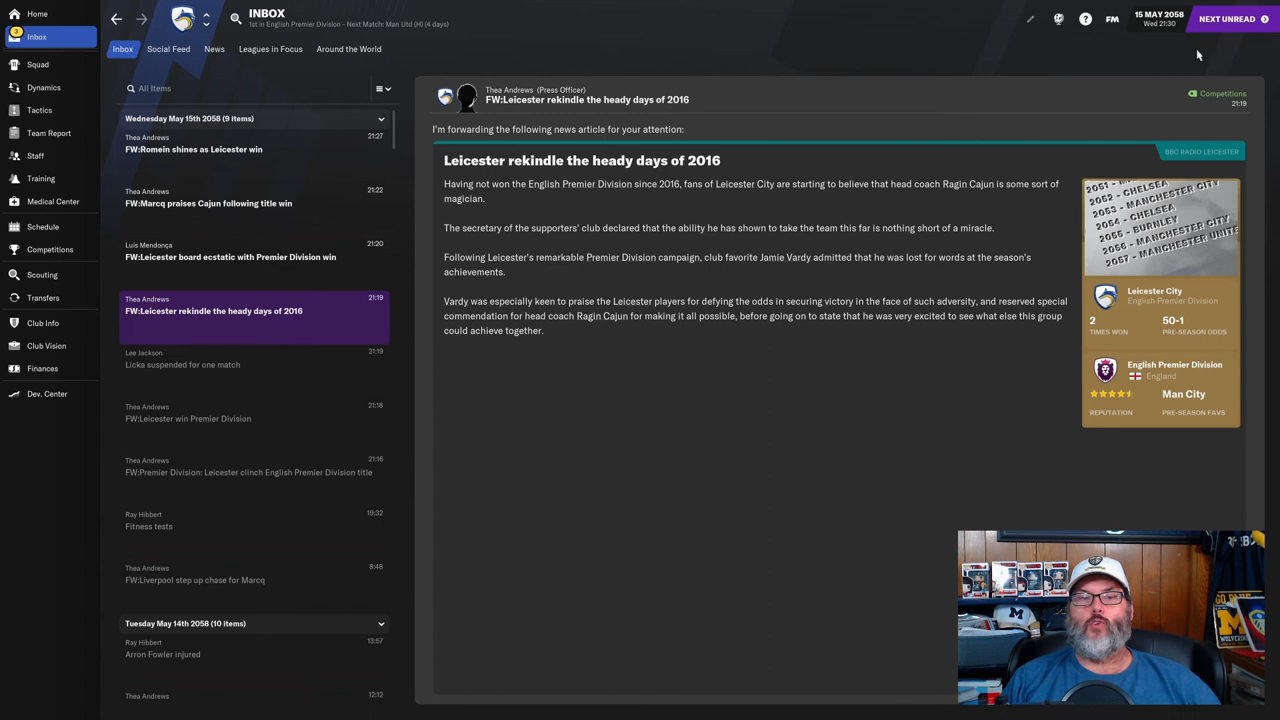 Home
INBOX
1st in English Premier Division - Next Match: Man Utd (H) (4 days)
FM
15 MAY 2058
Wed 21:30
NEXT UNREAD
3
Inbox
Inbox
Social Feed
News
Leagues in Focus
Around the World
Squad
Dynamics
Tactics
Team Report
Staff
Training
Medical Center
Schedule
Competitions
Scouting
Transfers
Club Info
Club Vision
Finances
Dev. Center
All Items
Wednesday May 15th 2058 (9 items)
Thea Andrews
21:27
FW:Romein shines as Leicester win
Thea Andrews
21:22
FW:Marcq praises Cajun following title win
Luís Mendonça
21:20
FW:Leicester board ecstatic with Premier Division win
Thea Andrews
21:19
FW:Leicester rekindle the heady days of 2016
Lee Jackson
21:19
Licka suspended for one match
Thea Andrews
21:18
FW:Leicester win Premier Division
Thea Andrews
21:16
FW:Premier Division: Leicester clinch English Premier Division title
Ray Hibbert
19:32
Fitness tests
Thea Andrews
8:48
FW:Liverpool step up chase for Marcq
Tuesday May 14th 2058 (10 items)
Ray Hibbert
13:57
Arron Fowler injured
Thea Andrews
12:12
Thea Andrews (Press Officer)
FW:Leicester rekindle the heady days of 2016
Competitions
21:19
I'm forwarding the following news article for your attention:
Leicester rekindle the heady days of 2016
BBC RADIO LEICESTER
Having not won the English Premier Division since 2016, fans of Leicester City are starting to believe that head coach Ragin Cajun is some sort of
magician.
The secretary of the supporters' club declared that the ability he has shown to take the team this far is nothing short of a miracle.
Following Leicester's remarkable Premier Division campaign, club favorite Jamie Vardy admitted that he was lost for words at the season's
achievements.
Vardy was especially keen to praise the Leicester players for defying the odds in securing victory in the face of such adversity, and reserved special
commendation for head coach Ragin Cajun for making it all possible, before going on to state that he was very excited to see what else this group
could achieve together.
2051 - MANCHESTER CITY
2052 - CHELSEA
2053 - MANCHESTER CITY
2054 - CHELSEA
2055 - BURNLEY
2056 - MANCHESTER CITY
2057 - MANCHESTER UNITE
Leicester City
English Premier Division
2
TIMES WON
50-1
PRE-SEASON ODDS
English Premier Division
England
REPUTATION
Man City
PRE-SEASON FAVS
M
GO BLUE
M
WOLVERINES